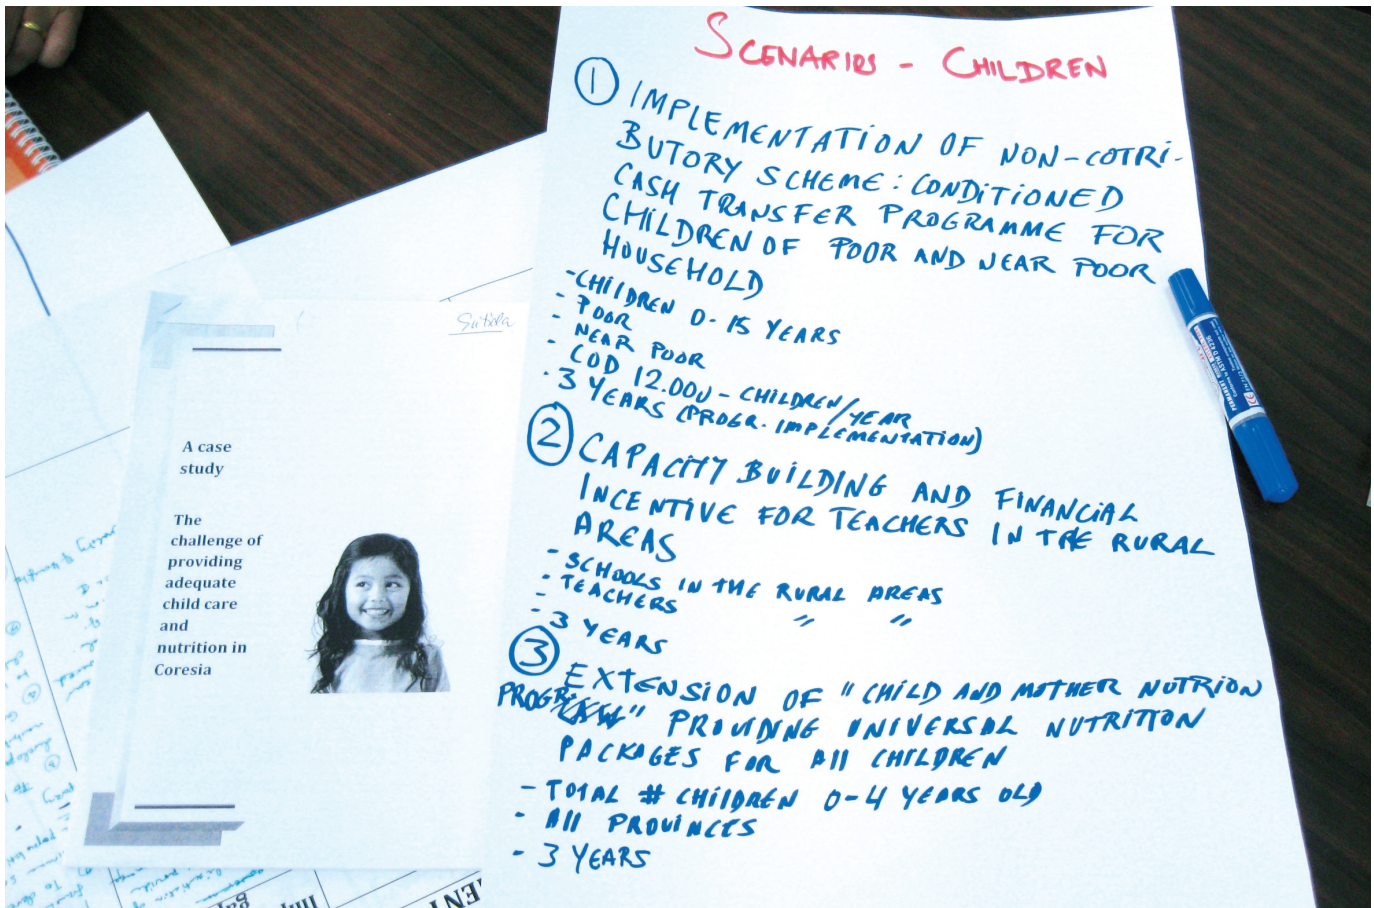 SCENARIOS - CHILDREN
① IMPLEMENTATION OF NON-COTRI-
BUTORY SCHEME: CONDITIONED
CASH TRANSFER PROGRAMME FOR
CHILDREN OF POOR AND NEAR POOR
HOUSEHOLD
- CHILDREN 0-15 YEARS
- POOR
- NEAR POOR
- COD 12.000 - CHILDREN/YEAR
- 3 YEARS (PROGR. IMPLEMENTATION)
② CAPACITY BUILDING AND FINANCIAL
INCENTIVE FOR TEACHERS IN THE RURAL
AREAS
- SCHOOLS IN THE RURAL AREAS
- TEACHERS " "
- 3 YEARS
③ EXTENSION OF "CHILD AND MOTHER NUTRION
PROGR" PROVIDING UNIVERSAL NUTRITION
PACKAGES FOR All CHILDREN
- TOTAL # CHILDREN 0-4 YEARS OLD
- All PROVINCES
- 3 YEARS
A case
study
The
challenge of
providing
adequate
child care
and
nutrition in
Coresia
PERMANENT